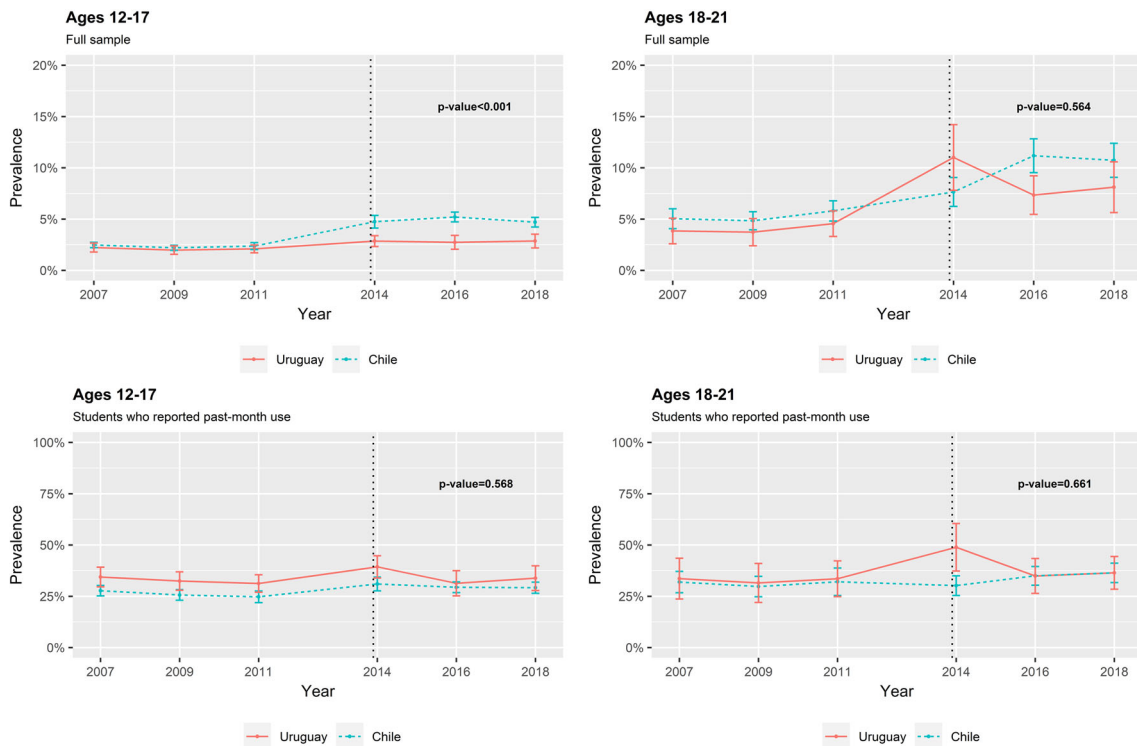 Ages 12-17
Full sample
20%
15%
10%
5%
0%
Prevalence
p-value<0.001
2007 2009 2011 2014 2016 2018
Year
Uruguay Chile
Ages 18-21
Full sample
20%
15%
10%
5%
0%
Prevalence
p-value=0.564
2007 2009 2011 2014 2016 2018
Year
Uruguay Chile
Ages 12-17
Students who reported past-month use
100%
75%
50%
25%
0%
Prevalence
p-value=0.568
2007 2009 2011 2014 2016 2018
Year
Uruguay Chile
Ages 18-21
Students who reported past-month use
100%
75%
50%
25%
0%
Prevalence
p-value=0.661
2007 2009 2011 2014 2016 2018
Year
Uruguay Chile